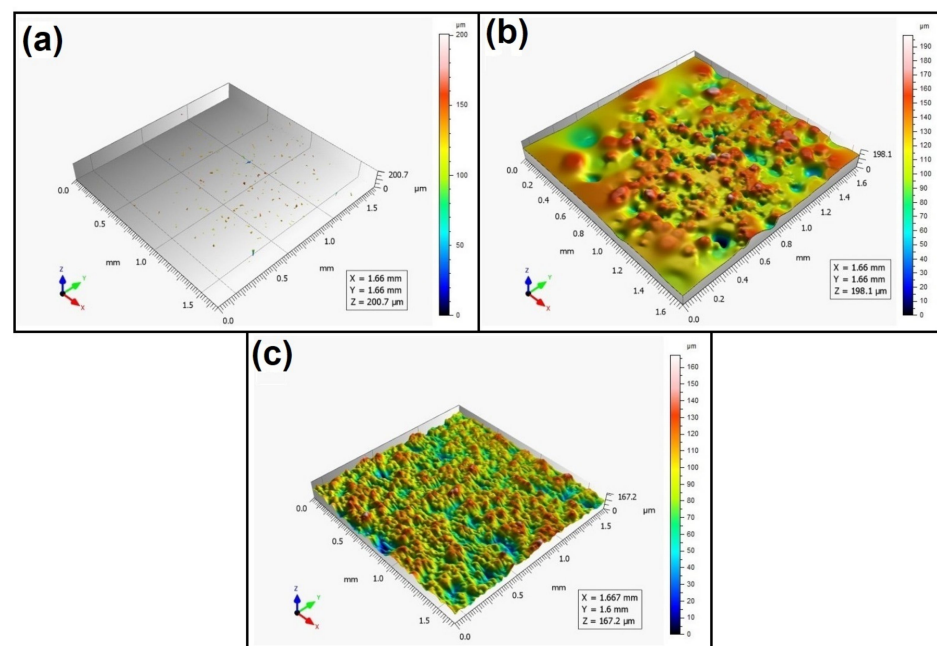 (a)
µm
200
150
100
50
0
0.0
0.5
1.0
1.5
mm
0.0
0.5
1.0
1.5
mm
200.7
0
µm
Z
Y
X
X = 1.66 mm
Y = 1.66 mm
Z = 200.7 µm
(b)
µm
190
180
170
160
150
140
130
120
110
100
90
80
70
60
50
40
30
20
10
0
0.0
0.2
0.4
0.6
0.8
1.0
1.2
1.4
1.6
mm
0.0
0.2
0.4
0.6
0.8
1.0
1.2
1.4
1.6
mm
198.1
0
Z
Y
X
X = 1.66 mm
Y = 1.66 mm
Z = 198.1 µm
(c)
µm
160
150
140
130
120
110
100
90
80
70
60
50
40
30
20
10
0
0.0
0.5
1.0
1.5
mm
0.0
0.5
1.0
1.5
mm
167.2
0
µm
Z
Y
X
X = 1.667 mm
Y = 1.6 mm
Z = 167.2 µm